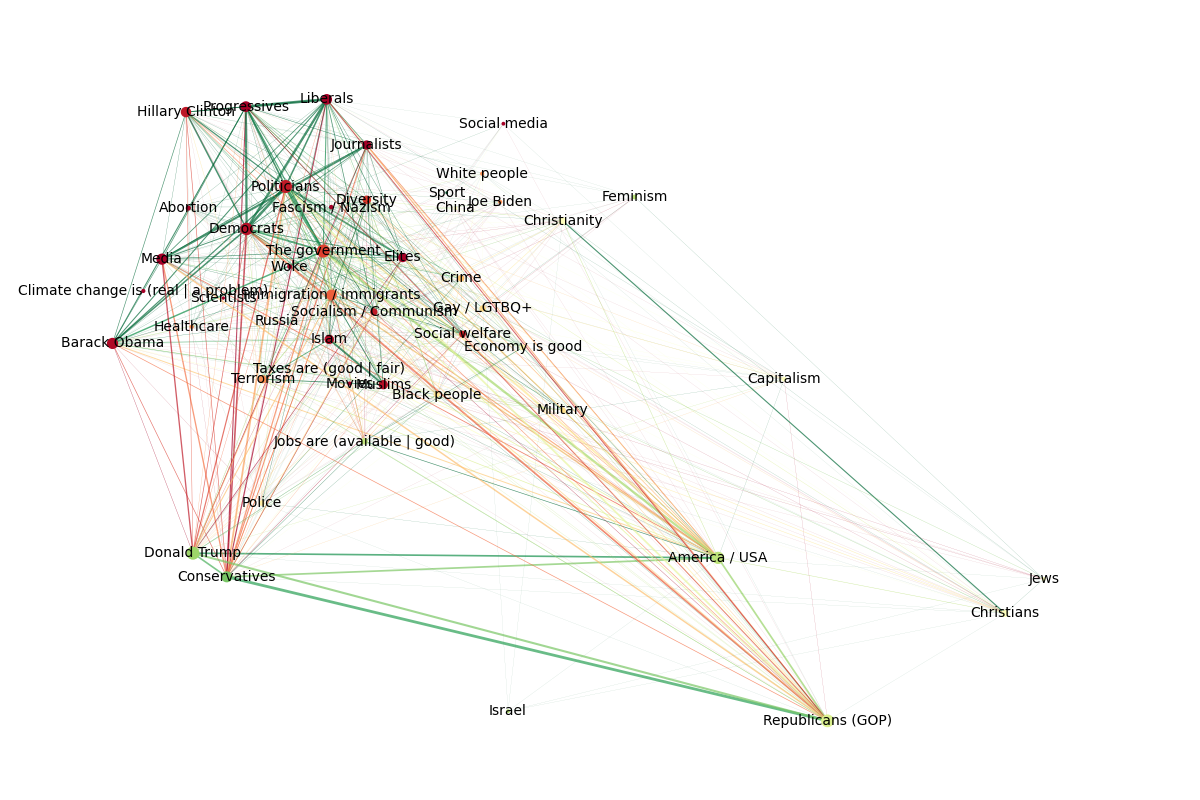 Liberals
Progressives
Hillary Clinton
Social media
Journalists
White people
Politicians
Sport
Feminism
Diversity
Joe Biden
Abortion
Fascism / Nazism
China
Christianity
Democrats
The government
Elites
Media
Woke
Crime
Climate change is (real | a problem)
Scientists
Immigration / Immigrants
Gay / LGTBQ+
Socialism / Communism
Russia
Healthcare
Social welfare
Islam
Barack Obama
Economy is good
Taxes are (good | fair)
Terrorism
Movies
Muslims
Capitalism
Black people
Military
Jobs are (available | good)
Police
Donald Trump
America / USA
Conservatives
Jews
Christians
Israel
Republicans (GOP)